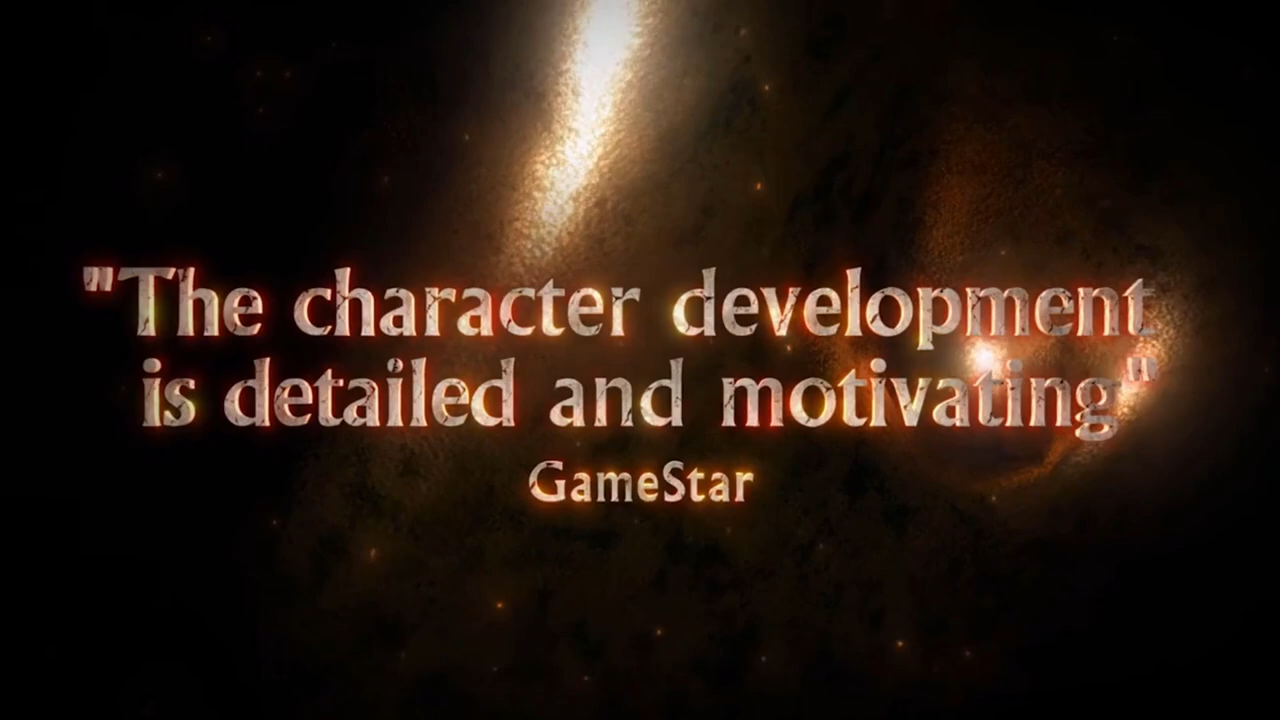 "The character development
is detailed and motivating"
GameStar